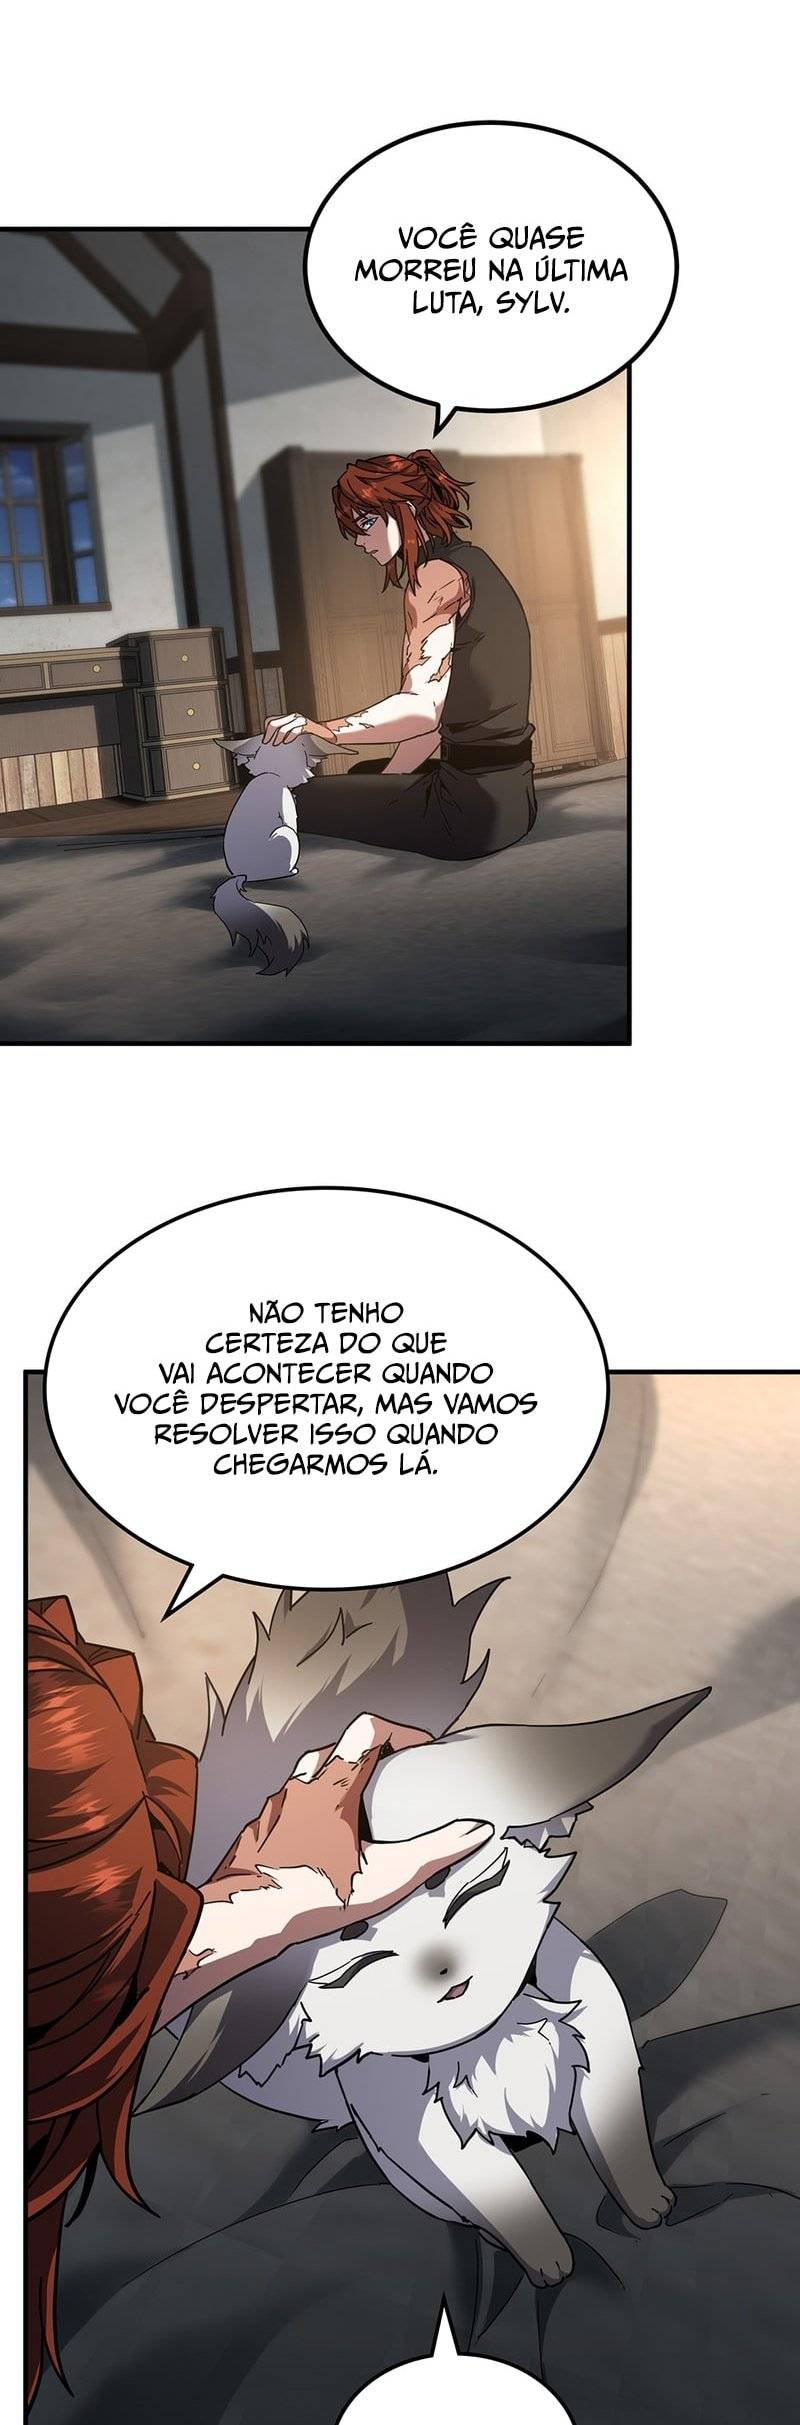 VOCÊ QUASE
MORREU NA ÚLTIMA
LUTA, SYLV.
NÃO TENHO
CERTEZA DO QUE
VAI ACONTECER QUANDO
VOCÊ DESPERTAR, MAS VAMOS
RESOLVER ISSO QUANDO
CHEGARMOS LÁ.